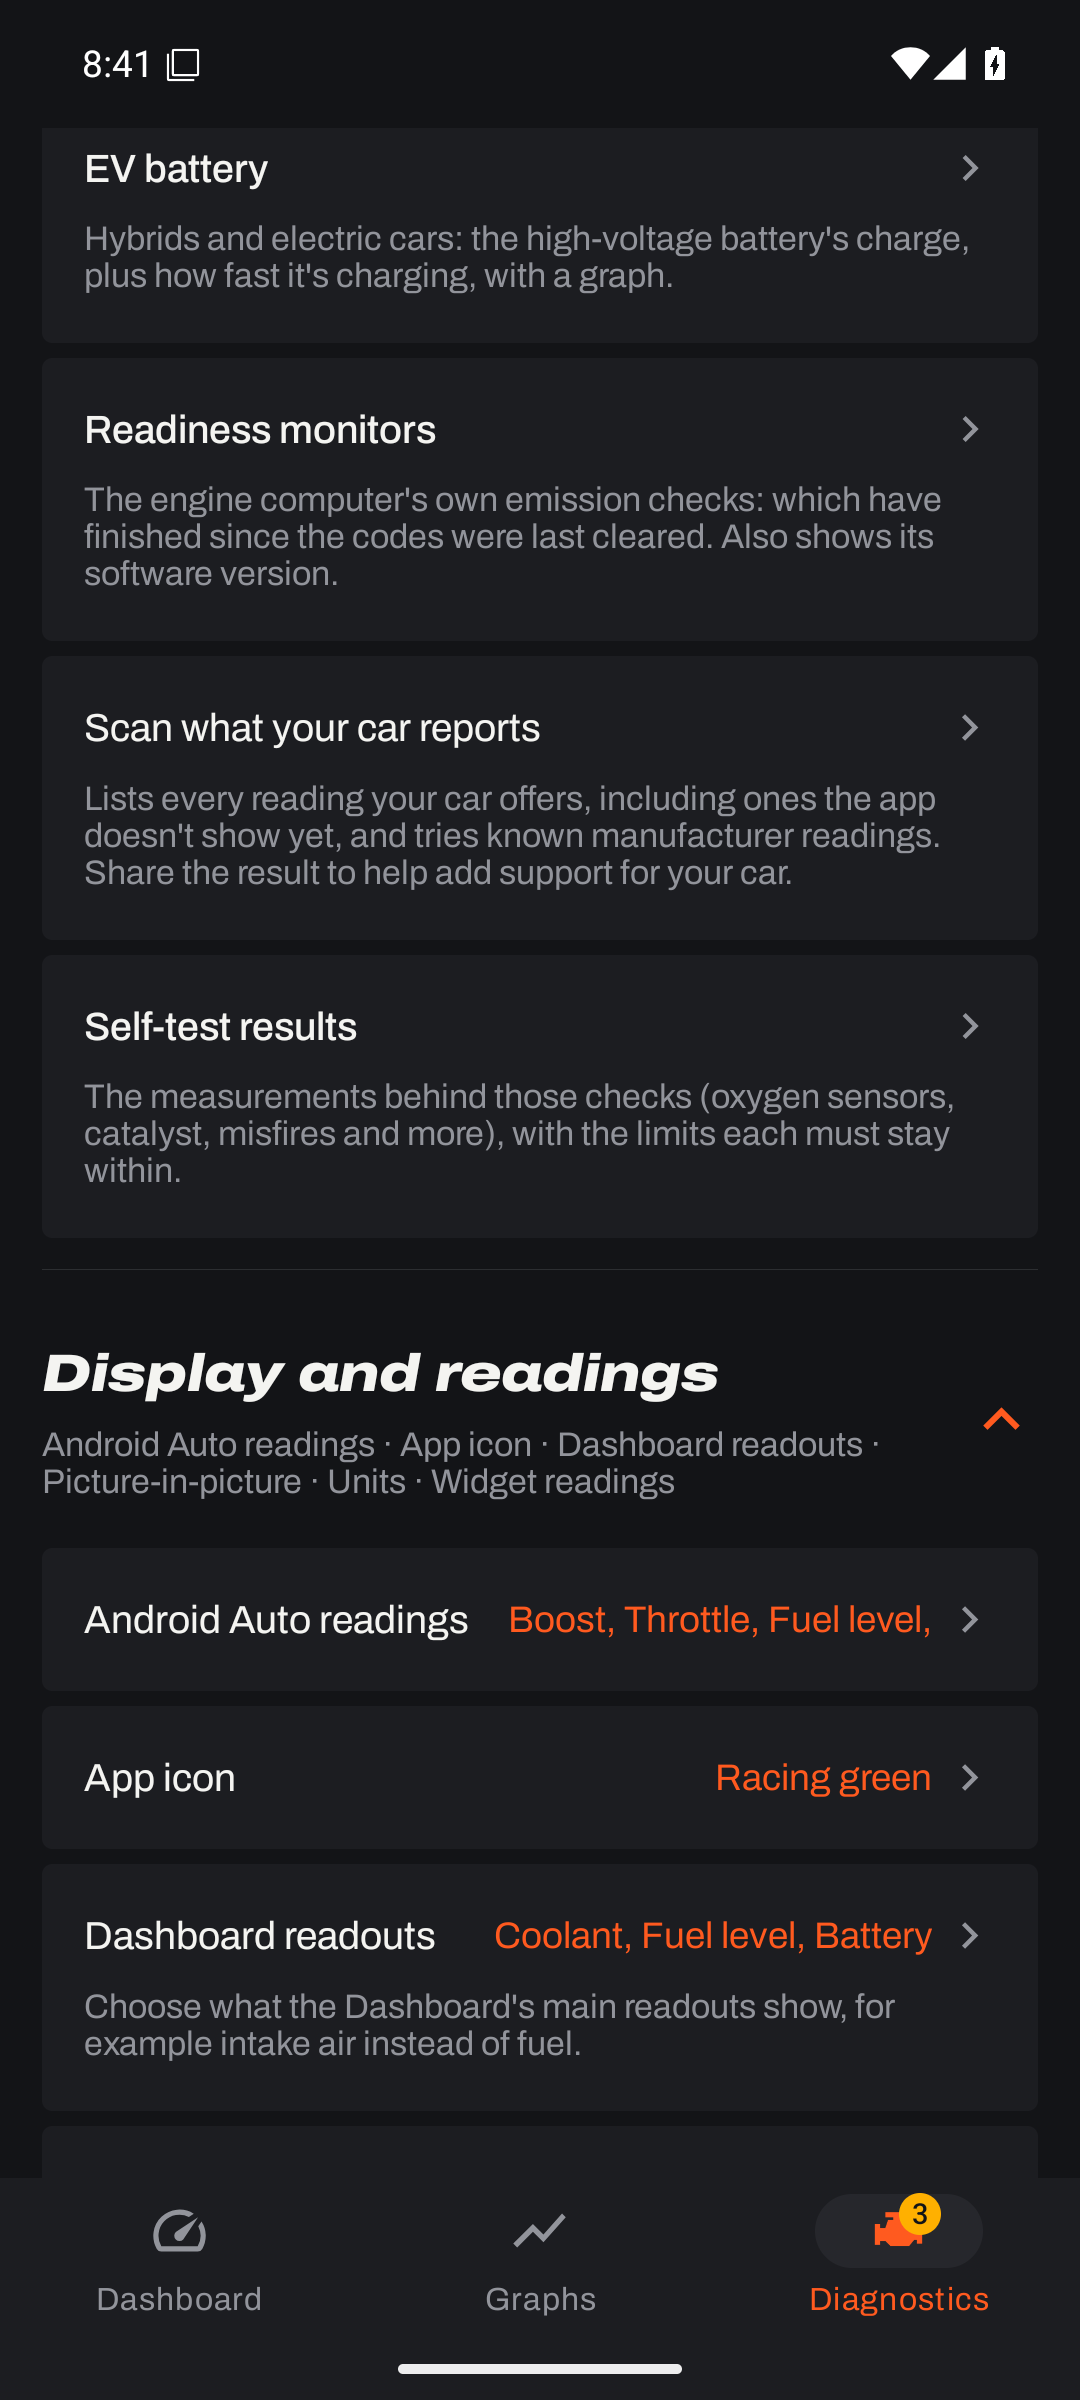 8:41
EV battery
Hybrids and electric cars: the high-voltage battery's charge,
plus how fast it's charging, with a graph.
Readiness monitors
The engine computer's own emission checks: which have
finished since the codes were last cleared. Also shows its
software version.
Scan what your car reports
Lists every reading your car offers, including ones the app
doesn't show yet, and tries known manufacturer readings.
Share the result to help add support for your car.
Self-test results
The measurements behind those checks (oxygen sensors,
catalyst, misfires and more), with the limits each must stay
within.
Display and readings
Android Auto readings · App icon · Dashboard readouts ·
Picture-in-picture · Units · Widget readings
Android Auto readings Boost, Throttle, Fuel level,
App icon Racing green
Dashboard readouts Coolant, Fuel level, Battery
Choose what the Dashboard's main readouts show, for
example intake air instead of fuel.
3
Dashboard Graphs Diagnostics